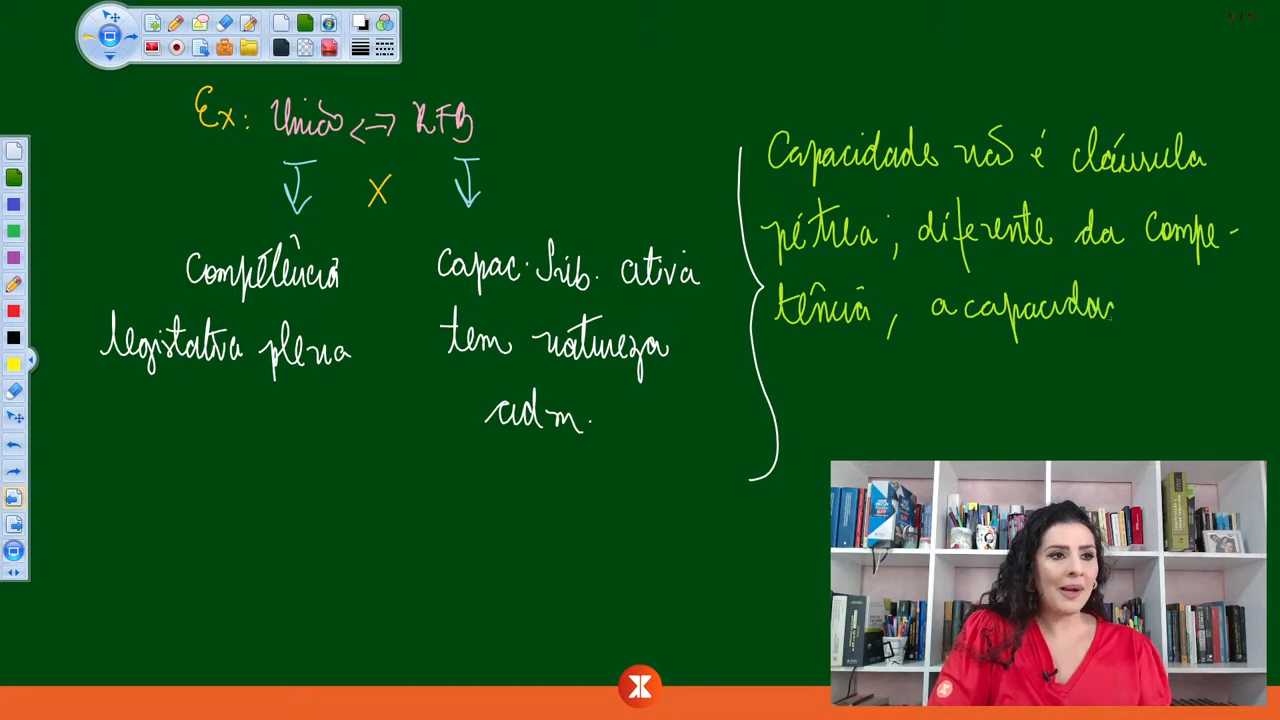 Ex: União <-> RFB
X
Competência
legislativa plena
capac. trib. ativa
tem natureza
adm.
Capacidade não é cláusula
pétrea; diferente da compe-
tência, a capacidad